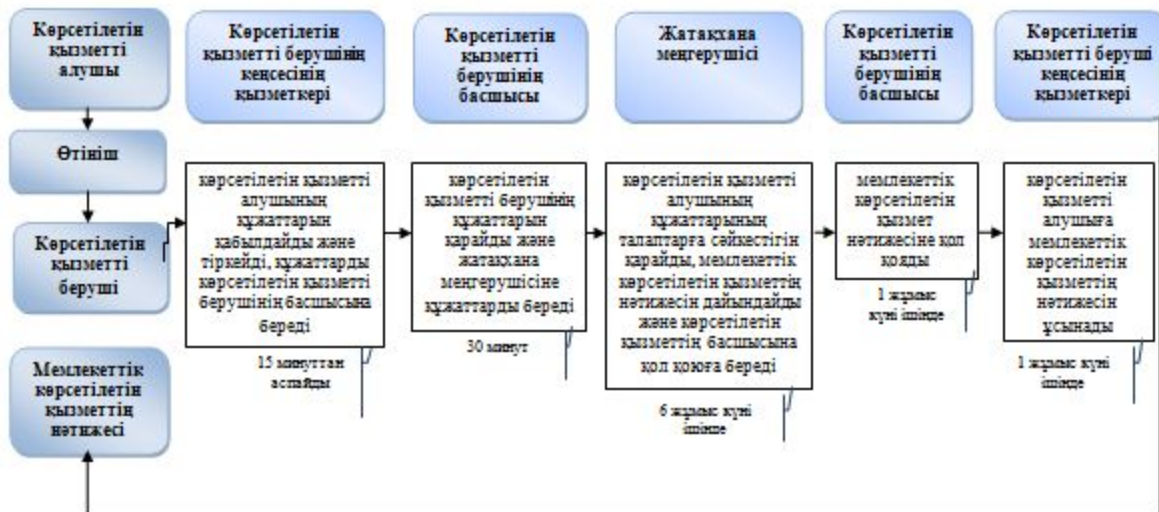 Көрсетілетін
қызметті
алушы
Өтініш
Көрсетілетін
қызметті
беруші
Мемлекеттік
көрсетілетін
қызметтің
нәтижесі
Көрсетілетін
қызметті берушінің
кеңсесінің
қызметкері
көрсетілетін қызметті
алушының
құжаттарын
қабылдайды және
тіркейді, құжаттарды
көрсетілетін қызметті
берушінің басшысына
береді
15 минуттан
аспайды
Көрсетілетін
қызметті
берушінің
басшысы
көрсетілетін
қызметті берушінің
құжаттарын
қарайды және
жатақхана
меңгерушісіне
құжаттарды береді
30 минут
Жатақхана
меңгерушісі
көрсетілетін қызметті
алушының
құжаттарының
талаптарға сәйкестігін
қарайды, мемлекеттік
көрсетілетін қызметтің
нәтижесін дайындайды
және көрсетілетін
қызметтің басшысына
қол қоюға береді
6 жұмыс күні
ішінде
Көрсетілетін
қызметті
берушінің
басшысы
мемлекеттік
көрсетілетін
қызмет
нәтижесіне қол
қояды
1 жұмыс
күні ішінде
Көрсетілетін
қызметті беруші
кеңсесінің
қызметкері
көрсетілетін
қызметті
алушыға
мемлекеттік
көрсетілетін
қызметтің
нәтижесін
ұсынады
1 жұмыс күні
ішінде